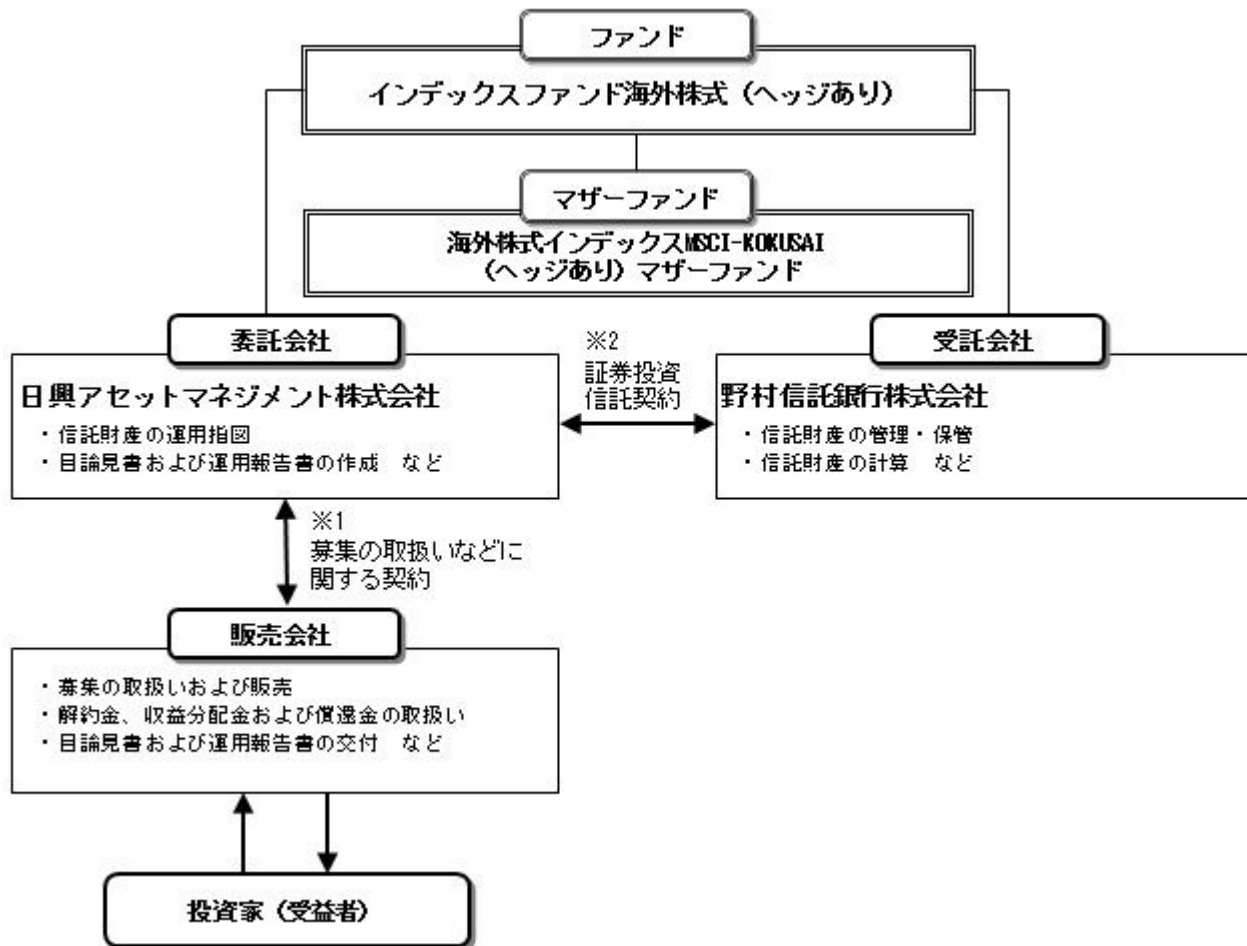 ファンド
インデックスファンド海外株式（ヘッジあり）
マザーファンド
海外株式インデックスMSCI-KOKUSAI
（ヘッジあり）マザーファンド
委託会社
日興アセットマネジメント株式会社
・信託財産の運用指図
・目論見書および運用報告書の作成　など
※2
証券投資
信託契約
受託会社
野村信託銀行株式会社
・信託財産の管理・保管
・信託財産の計算　など
※1
募集の取扱いなどに
関する契約
販売会社
・募集の取扱いおよび販売
・解約金、収益分配金および償還金の取扱い
・目論見書および運用報告書の交付　など
投資家（受益者）